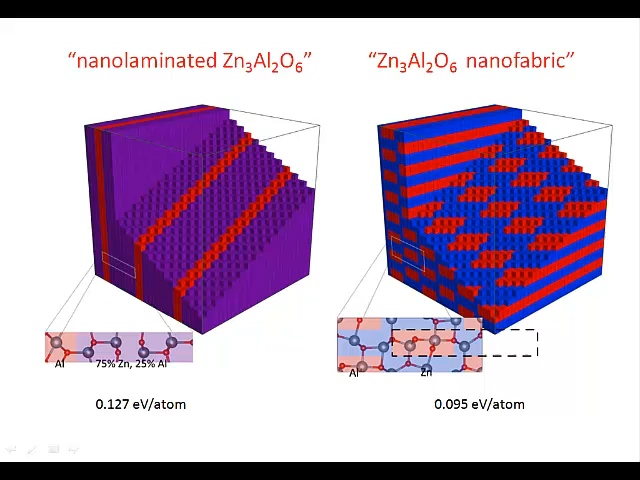 “nanolaminated Zn₃Al₂O₆”
“Zn₃Al₂O₆ nanofabric”
Al 75% Zn, 25% Al
Al Zn
0.127 eV/atom
0.095 eV/atom